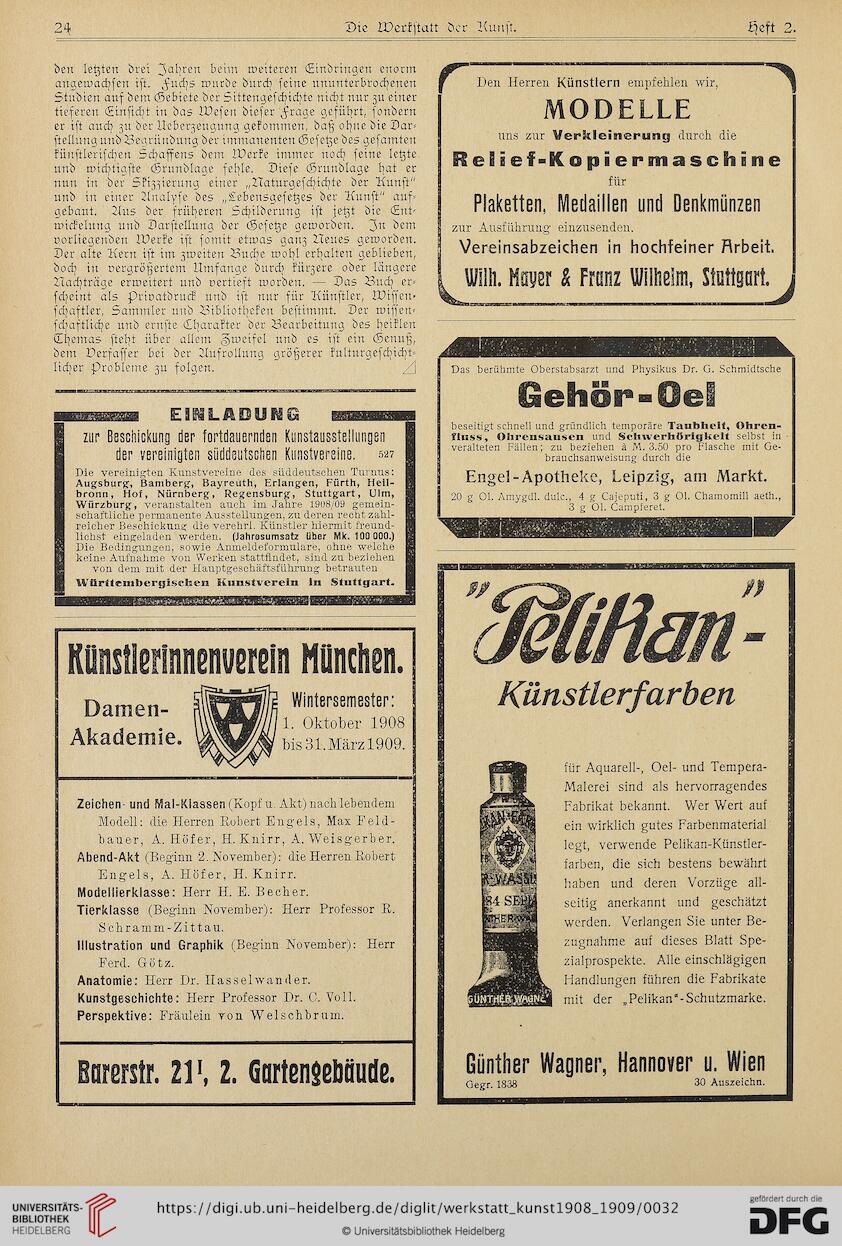 24
Die Werkstatt der Kunst.
Heft 2.
den letzten drei Jahren beim weiteren Eindringen enorm
angewachsen ist. Fuchs wurde durch seine ununterbrochenen
Studien auf dem Gebiete der Sittengeschichte nicht nur zu einer
tieferen Einsicht in das Wesen dieser Frage geführt, sondern
er ist auch zu der Ueberzeugung gekommen, daß ohne die Dar-
stellung und Begründung der immanenten Gesetze des gesamten
künstlerischen Schaffens dem Werke immer noch seine letzte
und wichtigste Grundlage fehle. Diese Grundlage hat er
nun in der Skizzierung einer „Naturgeschichte der Kunst“
und in einer Analyse des „Lebensgesetzes der Kunst“ auf-
gebaut. Aus der früheren Schilderung ist jetzt die Ent-
wickelung und Darstellung der Gesetze geworden. In dem
vorliegenden Werke ist somit etwas ganz Neues geworden.
Der alte Kern ist im zweiten Buche wohl erhalten geblieben,
doch in vergrößertem Umfange durch kürzere oder längere
Nachträge erweitert und vertieft worden. — Das Buch er-
scheint als Privatdruck und ist nur für Künstler, Wissen-
schaftler, Sammler und Bibliotheken bestimmt. Der wissen-
schaftliche und ernste Charakter der Bearbeitung des heiklen
Themas steht über allem Zweifel und es ist ein Genuß,
dem Verfasser bei der Aufrollung größerer kulturgeschicht-
licher Probleme zu folgen.
EINLADUNG
zur Beschickung der fortdauernden Kunstausstellungen
der vereinigten süddeutschen Kunstvereine. 527
Die vereinigten Kunstvereine des süddeutschen Turnus:
Augsburg, Bamberg, Bayreuth, Erlangen, Fürth, Heil-
bronn, Hof, Nürnberg, Regensburg, Stuttgart, Ulm,
Würzburg, veranstalten auch im Jahre 1908/09 gemein-
schaftliche permanente Ausstellungen, zu deren recht zahl-
reicher Beschickung die verehrl. Künstler hiermit freund-
lichst eingeladen werden. (Jahresumsatz über Mk. 100 000.)
Die Bedingungen, sowie Anmeldeformulare, ohne welche
keine Aufnahme von Werken stattfindet, sind zu beziehen
von dem mit der Hauptgeschäftsführung betrauten
Württembergischen Kunstverein in Stuttgart.
Künstlerinnenverein München.
Damen-
Akademie.
Wintersemester:
1. Oktober 1908
bis 31. März 1909.
Zeichen- und Mal-Klassen (Kopf u. Akt) nach lebendem
Modell: die Herren Robert Engels, Max Feld-
bauer, A. Höfer, H. Knirr, A. Weisgerber.
Abend-Akt (Beginn 2. November): die Herren Robert
Engels, A. Höfer, H. Knirr.
Modellierklasse: Herr H. E. Becher.
Tierklasse (Beginn November): Herr Professor R.
Schramm-Zittau.
Illustration und Graphik (Beginn November): Herr
Ferd. Götz.
Anatomie: Herr Dr. Hasselwander.
Kunstgeschichte: Herr Professor Dr. C. Voll.
Perspektive: Fräulein von Welschbrun.
Barerstr. 21I, 2. Gartengebäude.
Den Herren Künstlern empfehlen wir,
MODELLE
uns zur Verkleinerung durch die
Relief-Kopiermaschine
für
Plaketten, Medaillen und Denkmünzen
zur Ausführung einzusenden.
Vereinsabzeichen in hochfeiner Arbeit.
Wilh. Mayer & Franz Wilhelm, Stuttgart.
Das berühmte Oberstabsarzt und Physikus Dr. G. Schmidtsche
Gehör-Oel
beseitigt schnell und gründlich temporäre Taubheit, Ohren-
fluss, Ohrensausen und Schwerhörigkeit selbst in
veralteten Fällen; zu beziehen à M. 3.50 pro Flasche mit Ge-
brauchsanweisung durch die
Engel-Apotheke, Leipzig, am Markt.
20 g Ol. Amygdl. dulc., 4 g Cajeputi, 3 g Ol. Chamomill aeth.,
3 g Ol. Campferet.
"Pelikan"-
Künstlerfarben
für Aquarell-, Oel- und Tempera-
Malerei sind als hervorragendes
Fabrikat bekannt. Wer Wert auf
ein wirklich gutes Farbenmaterial
legt, verwende Pelikan-Künstler-
farben, die sich bestens bewährt
haben und deren Vorzüge all-
seitig anerkannt und geschätzt
werden. Verlangen Sie unter Be-
zugnahme auf dieses Blatt Spe-
zialprospekte. Alle einschlägigen
Handlungen führen die Fabrikate
mit der „Pelikan“-Schutzmarke.
84 SEPIA
GÜNTHER WAGNE
Günther Wagner, Hannover u. Wien
Gegr. 1838
30 Auszeichn.
UNIVERSITÄTS-
BIBLIOTHEK
HEIDELBERG
https://digi.ub.uni-heidelberg.de/diglit/werkstatt_kunst1908_1909/0032
© Universitätsbibliothek Heidelberg
gefördert durch die
DFG